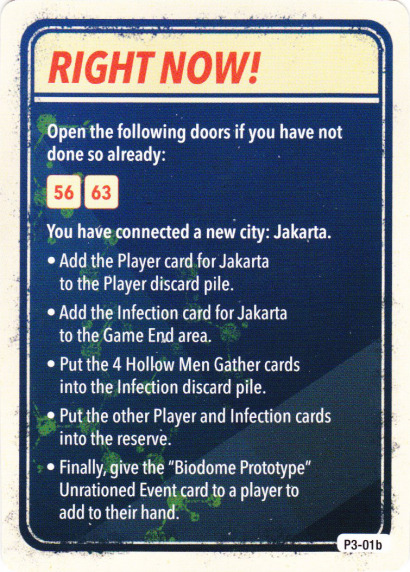 RIGHT NOW!
Open the following doors if you have not
done so already:
56 63
You have connected a new city: Jakarta.
• Add the Player card for Jakarta
to the Player discard pile.
• Add the Infection card for Jakarta
to the Game End area.
• Put the 4 Hollow Men Gather cards
into the Infection discard pile.
• Put the other Player and Infection cards
into the reserve.
• Finally, give the “Biodome Prototype”
Unrationed Event card to a player to
add to their hand.
P3-01b